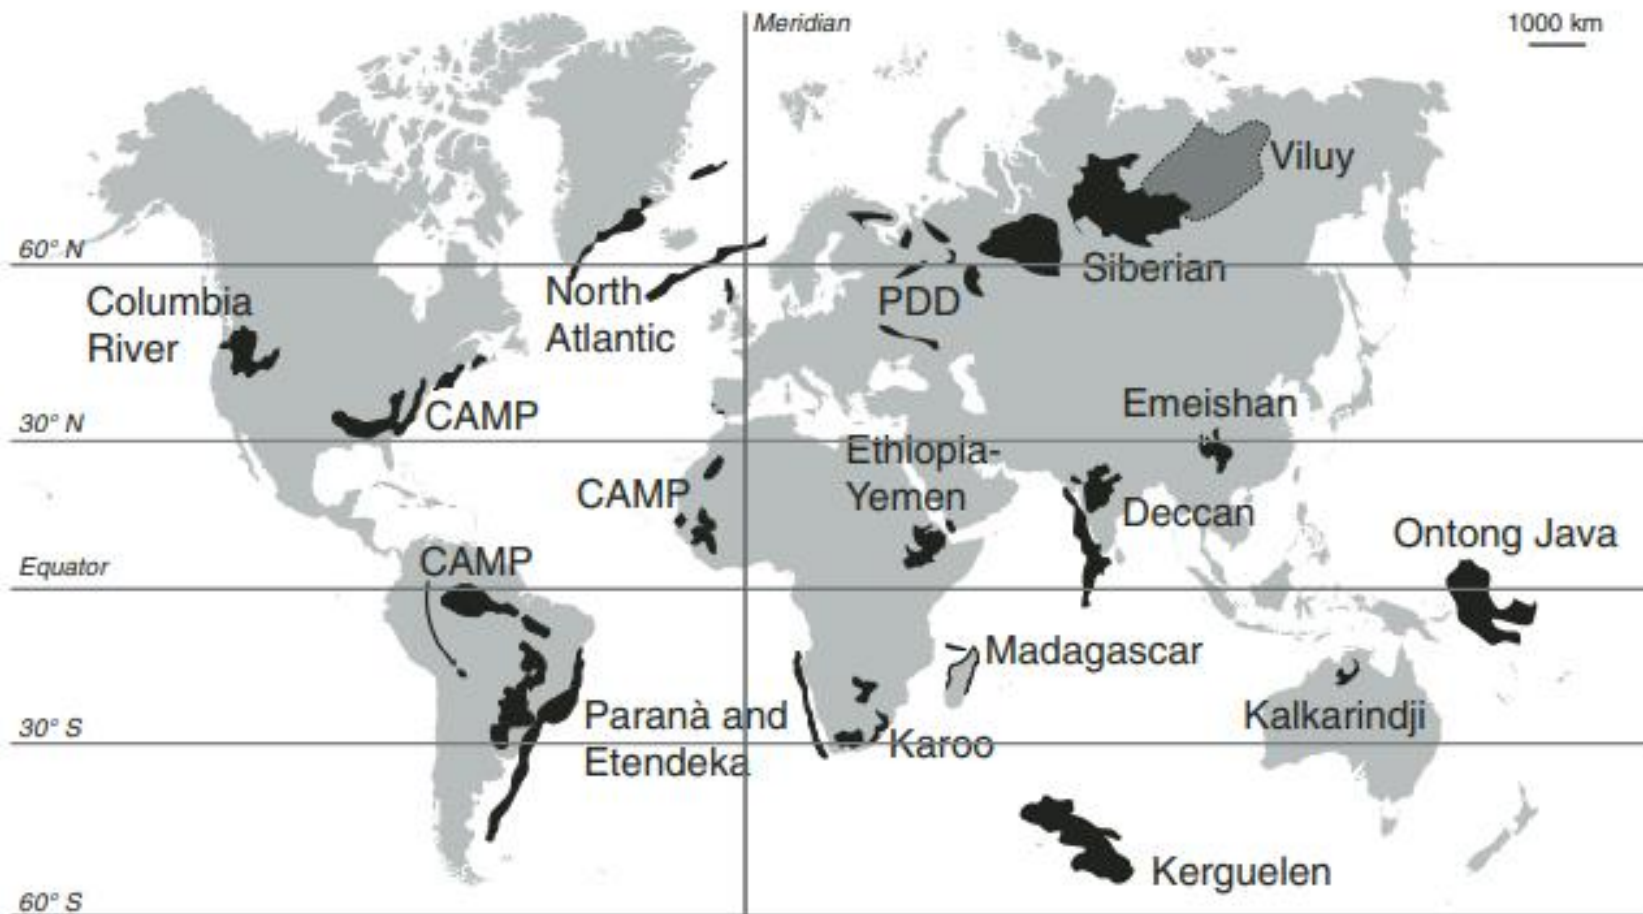 Meridian
1000 km
Viluy
60° N
Siberian
Columbia
River
North
Atlantic
PDD
CAMP
Emeishan
30° N
Ethiopia-
Yemen
CAMP
Deccan
Ontong Java
CAMP
Equator
Madagascar
Paranà and
Etendeka
Kalkarindji
30° S
Karoo
Kerguelen
60° S